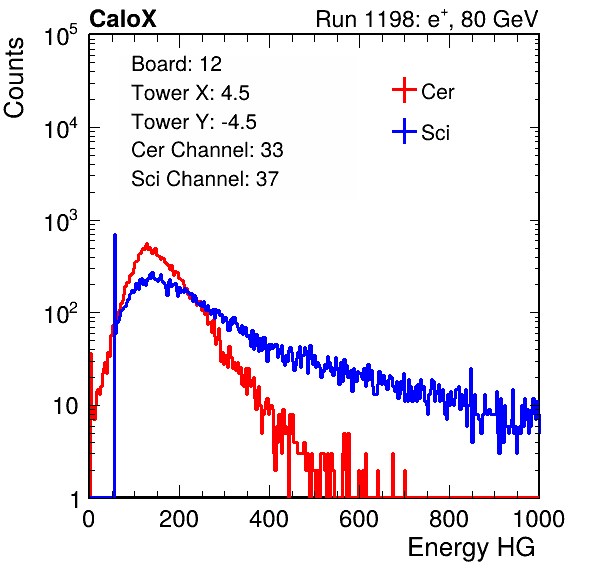 CaloX Run 1198: e⁺, 80 GeV
Counts
Board: 12
Tower X: 4.5
Tower Y: -4.5
Cer Channel: 33
Sci Channel: 37
Cer
Sci
10⁵
10⁴
10³
10²
10
1
0 200 400 600 800 1000
Energy HG